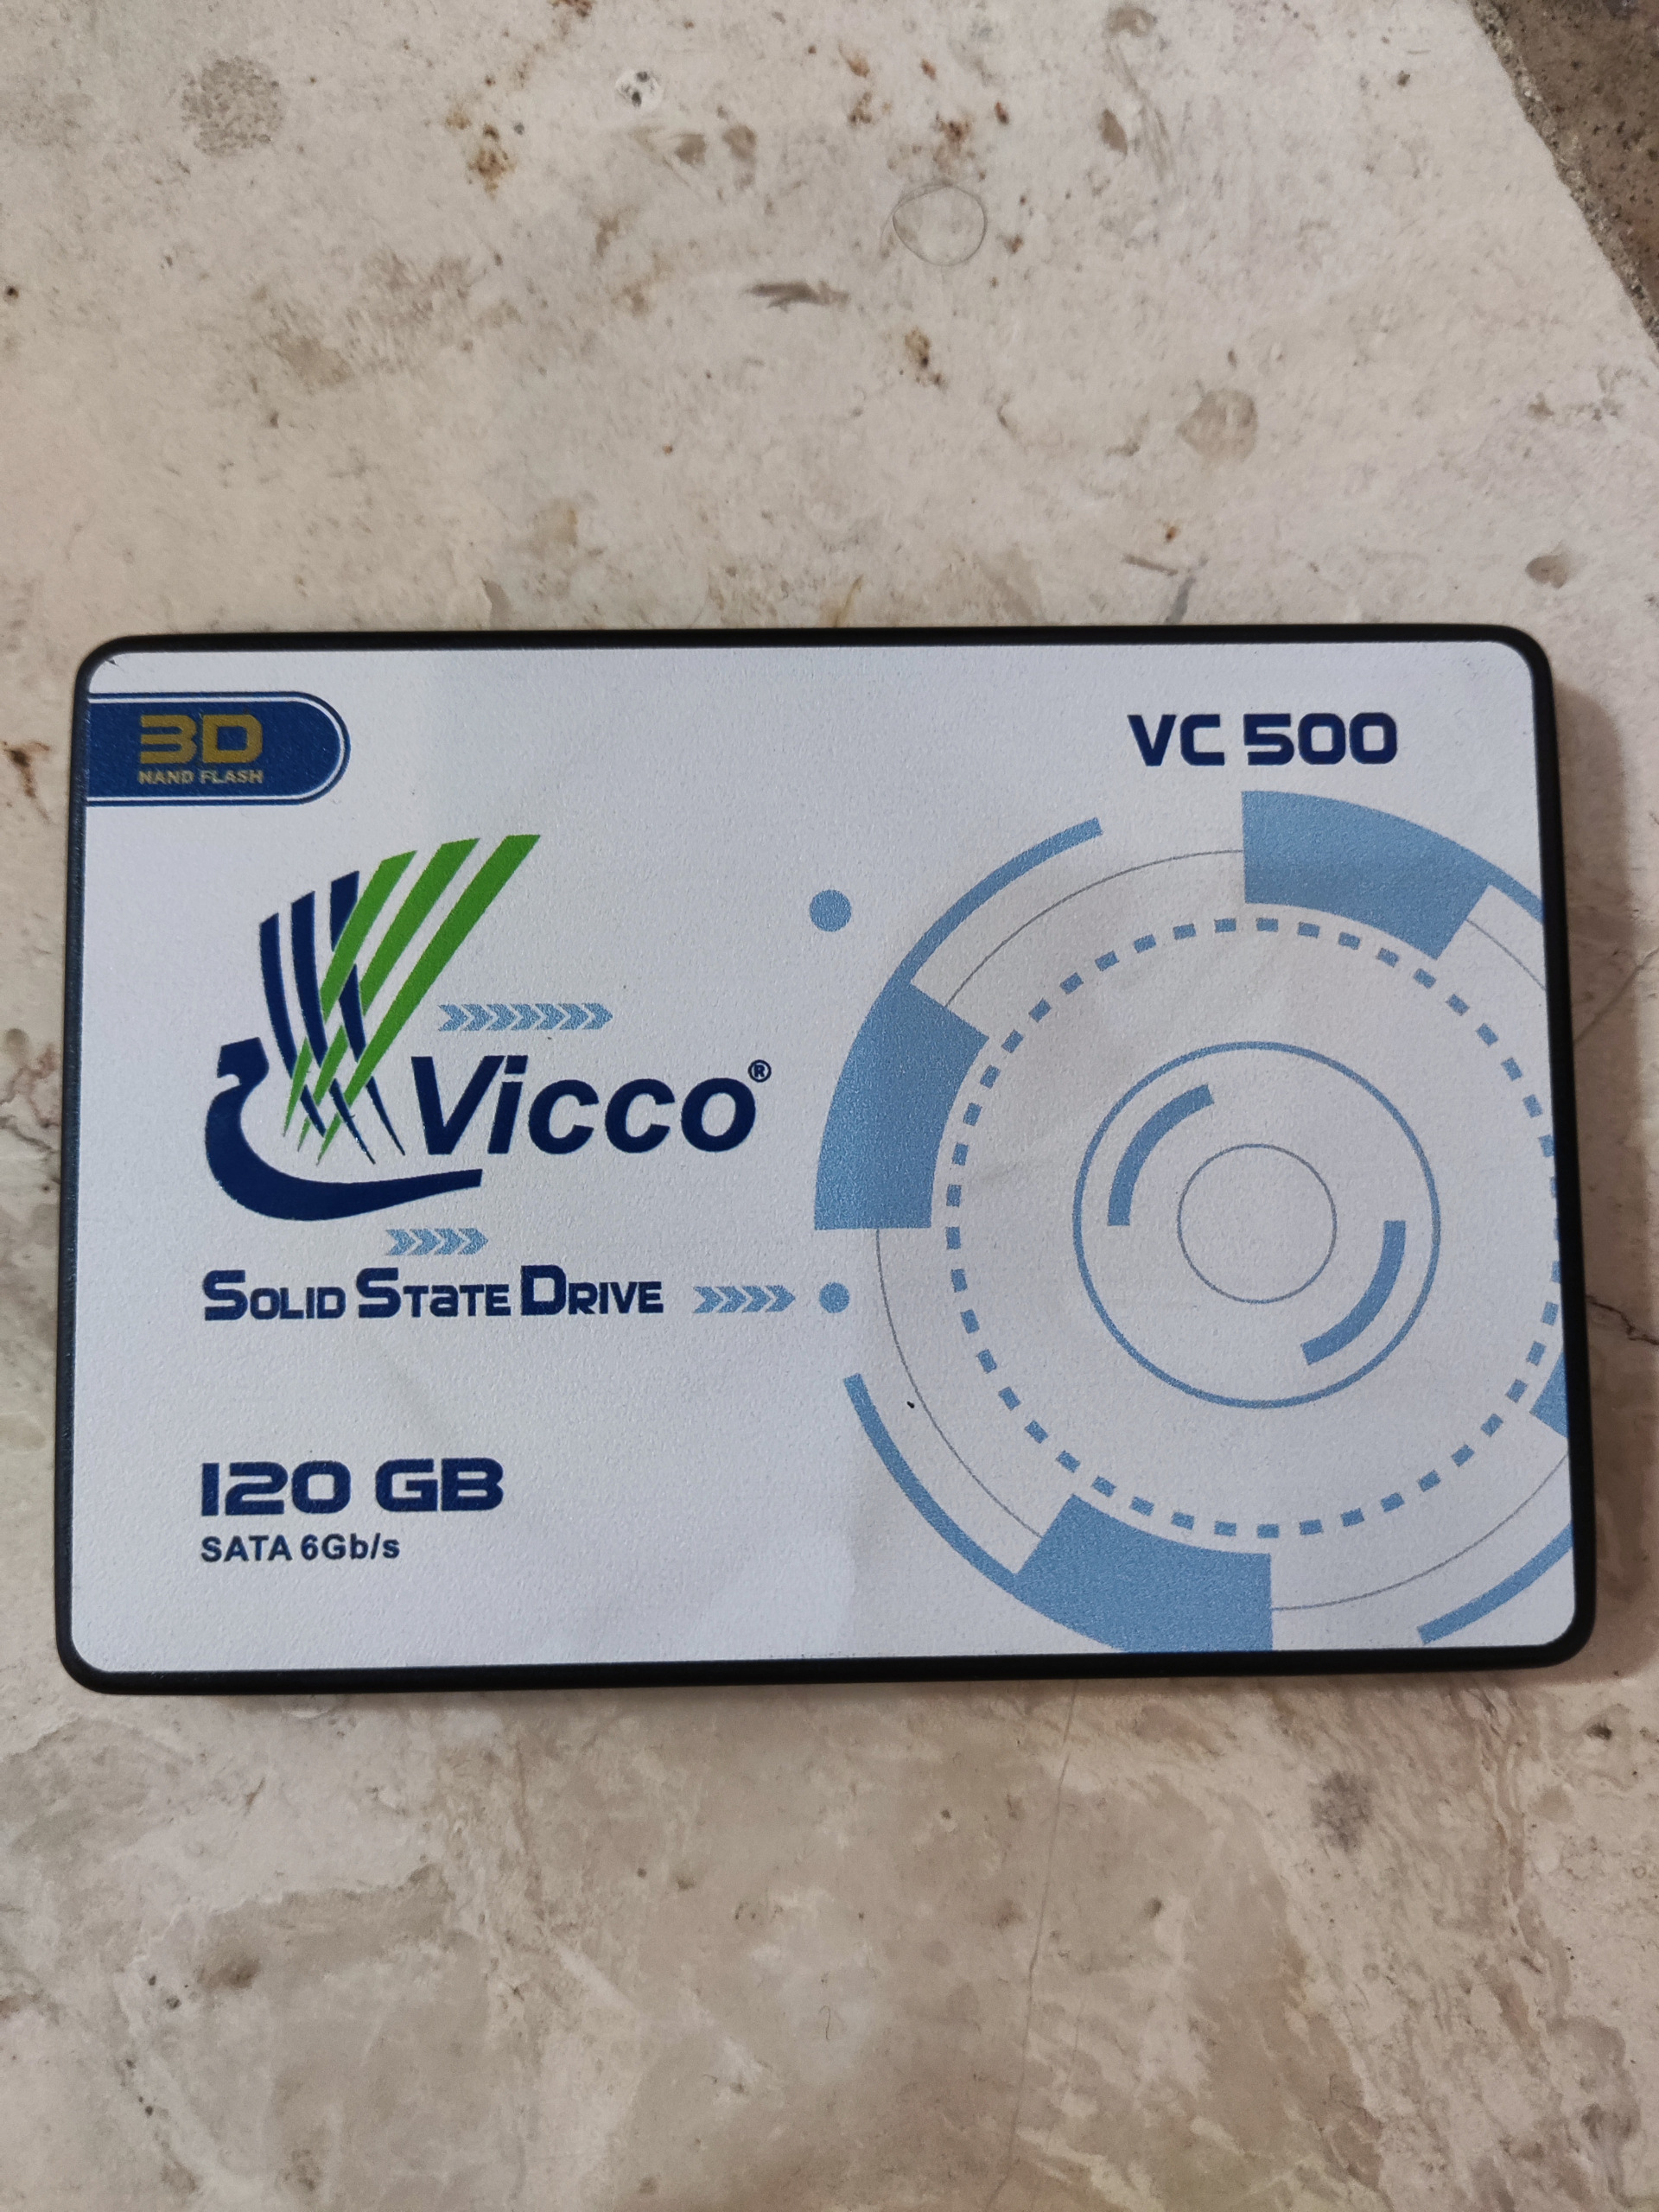 3D
NAND FLASH
VC 500
Vicco®
SOLID STATE DRIVE
120 GB
SATA 6Gb/s